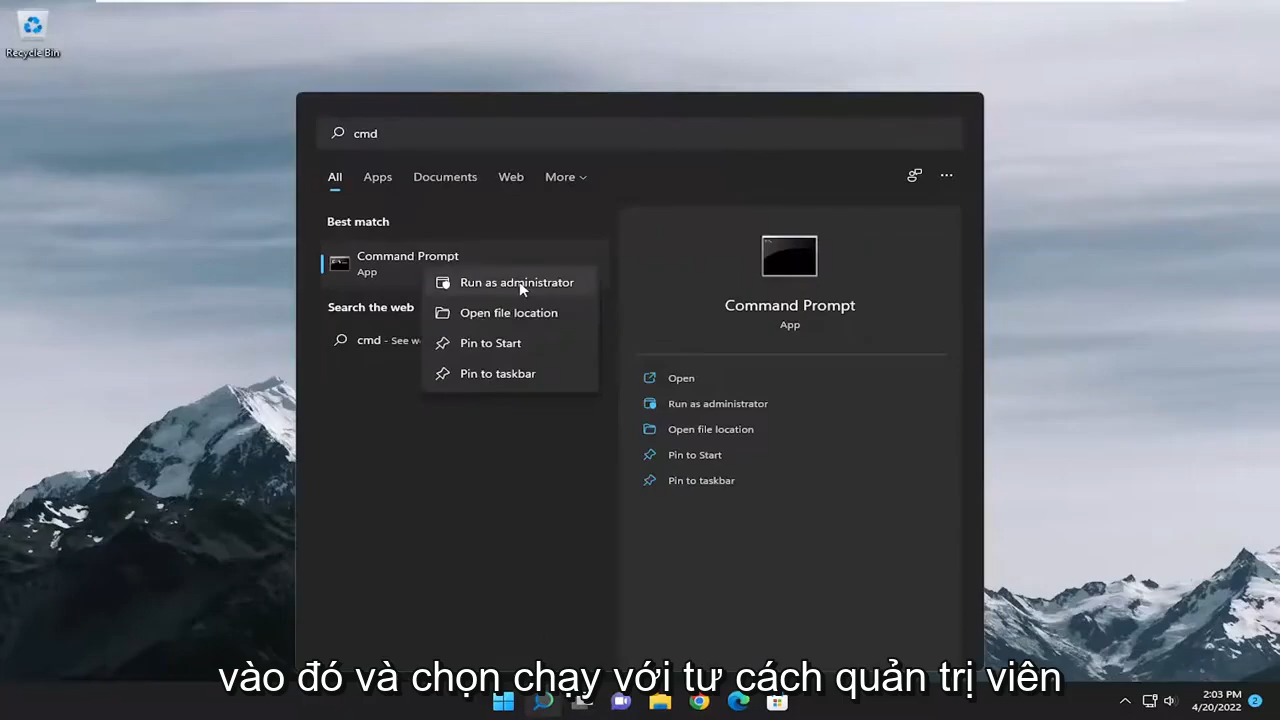 Recycle Bin
cmd
All Apps Documents Web More
Best match
Command Prompt
App
Run as administrator
Search the web
Open file location
cmd - See
Pin to Start
Pin to taskbar
Command Prompt
App
Open
Run as administrator
Open file location
Pin to Start
Pin to taskbar
vào đó và chọn chạy với tư cách quản trị viên
2:03 PM
4/20/2022
2